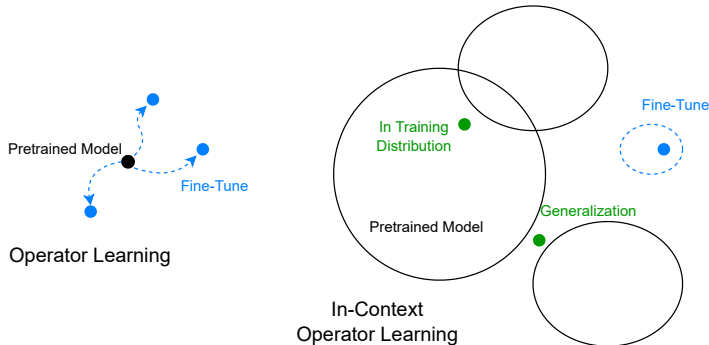 Pretrained Model
Fine-Tune
Operator Learning
Fine-Tune
In Training
Distribution
Generalization
Pretrained Model
In-Context
Operator Learning